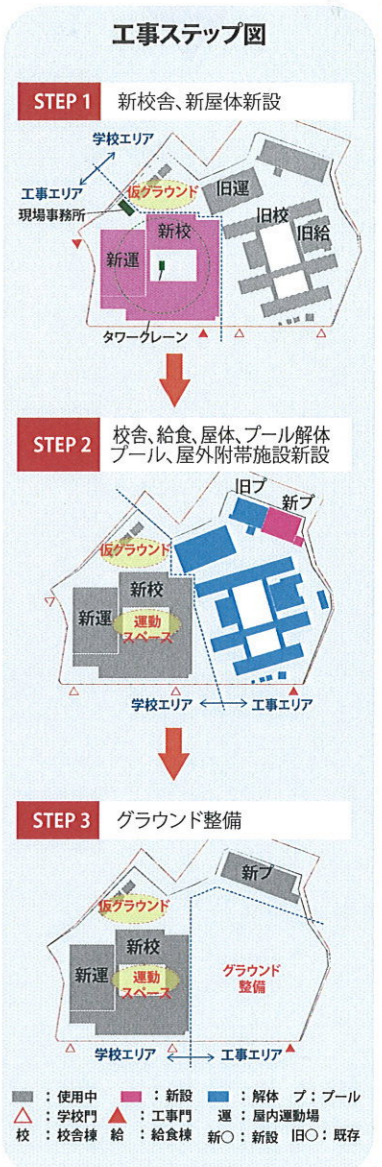 工事ステップ図
STEP 1 新校舎、新屋体新設
学校エリア
工事エリア
現場事務所
仮グラウンド
旧運
旧校
旧給
新校
新運
タワークレーン
STEP 2 校舎、給食、屋体、プール解体
プール、屋外附帯施設新設
旧プ
新プ
仮グラウンド
新校
新運
運動
スペース
学校エリア
工事エリア
STEP 3 グラウンド整備
新プ
仮グラウンド
新校
新運
運動
スペース
グラウンド
整備
学校エリア
工事エリア
：使用中 ：新設 ：解体 プ：プール
△：学校門 ▲：工事門 運：屋内運動場
校：校舎棟 給：給食棟 新〇：新設 旧〇：既存